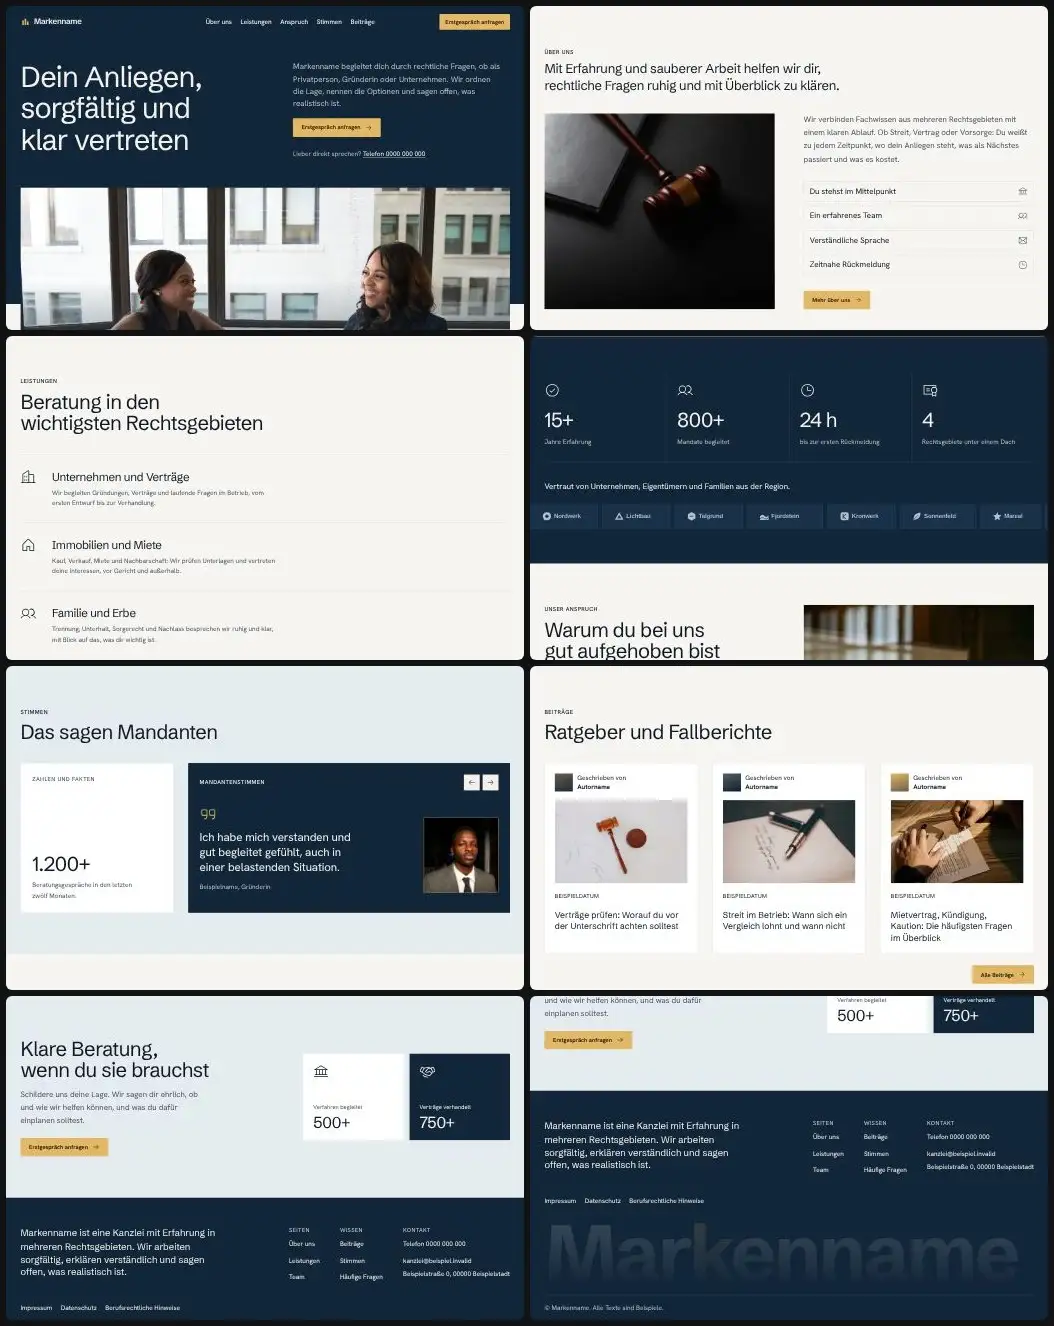 Markenname
Über uns Leistungen Anspruch Stimmen Beiträge
Erstgespräch anfragen
Dein Anliegen,
sorgfältig und
klar vertreten
Markenname begleitet dich durch rechtliche Fragen, ob als
Privatperson, Gründerin oder Unternehmen. Wir ordnen
die Lage, nennen die Optionen und sagen offen, was
realistisch ist.
Erstgespräch anfragen →
Lieber direkt sprechen? Telefon 0000 000 000
ÜBER UNS
Mit Erfahrung und sauberer Arbeit helfen wir dir,
rechtliche Fragen ruhig und mit Überblick zu klären.
Wir verbinden Fachwissen aus mehreren Rechtsgebieten mit
einem klaren Ablauf. Ob Streit, Vertrag oder Vorsorge: Du weißt
zu jedem Zeitpunkt, wo dein Anliegen steht, was als Nächstes
passiert und was es kostet.
Du stehst im Mittelpunkt
Ein erfahrenes Team
Verständliche Sprache
Zeitnahe Rückmeldung
Mehr über uns →
LEISTUNGEN
Beratung in den
wichtigsten Rechtsgebieten
Unternehmen und Verträge
Wir begleiten Gründungen, Verträge und laufende Fragen im Betrieb, vom
ersten Entwurf bis zur Verhandlung.
Immobilien und Miete
Kauf, Verkauf, Miete und Nachbarschaft: Wir prüfen Unterlagen und vertreten
deine Interessen, vor Gericht und außerhalb.
Familie und Erbe
Trennung, Unterhalt, Sorgerecht und Nachlass besprechen wir ruhig und klar,
mit Blick auf das, was dir wichtig ist.
15+
Jahre Erfahrung
800+
Mandate begleitet
24 h
bis zur ersten Rückmeldung
4
Rechtsgebiete unter einem Dach
Vertraut von Unternehmen, Eigentümern und Familien aus der Region.
Nordwerk Lichtbau Talgrund Fjordstein Kronwerk Sonnenfeld Marcal
UNSER ANSPRUCH
Warum du bei uns
gut aufgehoben bist
STIMMEN
Das sagen Mandanten
ZAHLEN UND FAKTEN
1.200+
Beratungsgespräche in den letzten
zwölf Monaten.
MANDANTENSTIMMEN
← →
Ich habe mich verstanden und
gut begleitet gefühlt, auch in
einer belastenden Situation.
Beispielname, Gründerin
BEITRÄGE
Ratgeber und Fallberichte
Geschrieben von
Autorname
BEISPIELDATUM
Verträge prüfen: Worauf du vor
der Unterschrift achten solltest
Geschrieben von
Autorname
BEISPIELDATUM
Streit im Betrieb: Wann sich ein
Vergleich lohnt und wann nicht
Geschrieben von
Autorname
BEISPIELDATUM
Mietvertrag, Kündigung,
Kaution: Die häufigsten Fragen
im Überblick
Alle Beiträge →
Klare Beratung,
wenn du sie brauchst
Schildere uns deine Lage. Wir sagen dir ehrlich, ob
und wie wir helfen können, und was du dafür
einplanen solltest.
Erstgespräch anfragen →
Verfahren begleitet
500+
Verträge verhandelt
750+
Markenname ist eine Kanzlei mit Erfahrung in
mehreren Rechtsgebieten. Wir arbeiten
sorgfältig, erklären verständlich und sagen
offen, was realistisch ist.
SEITEN
Über uns
Leistungen
Team
WISSEN
Beiträge
Stimmen
Häufige Fragen
KONTAKT
Telefon 0000 000 000
kanzlei@beispiel.invalid
Beispielstraße 0, 00000 Beispielstadt
Impressum Datenschutz Berufsrechtliche Hinweise
und wie wir helfen können, und was du dafür
einplanen solltest.
Erstgespräch anfragen →
Verfahren begleitet
500+
Verträge verhandelt
750+
Markenname ist eine Kanzlei mit Erfahrung in
mehreren Rechtsgebieten. Wir arbeiten
sorgfältig, erklären verständlich und sagen
offen, was realistisch ist.
SEITEN
Über uns
Leistungen
Team
WISSEN
Beiträge
Stimmen
Häufige Fragen
KONTAKT
Telefon 0000 000 000
kanzlei@beispiel.invalid
Beispielstraße 0, 00000 Beispielstadt
Impressum Datenschutz Berufsrechtliche Hinweise
Markenname
© Markenname. Alle Texte sind Beispiele.